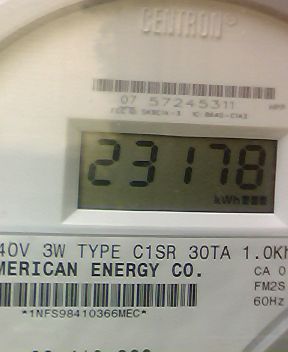 CENTRON®
07 57245311
23178
kWh
40V 3W TYPE C1SR 30TA 1.0Kh
MERICAN ENERGY CO.
CA 0
FM2S
60Hz
*1NFS98410366MEC*